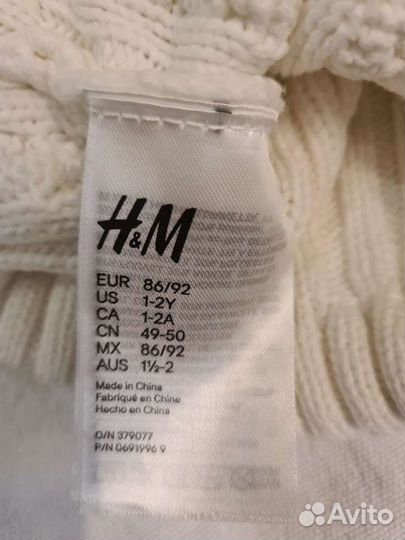 H&M
EUR 86/92
US 1-2Y
CA 1-2A
CN 49-50
MX 86/92
AUS 1½-2
Made in China
Fabriqué en Chine
Hecho en China
O/N 379077
P/N 0691996 9
Avito